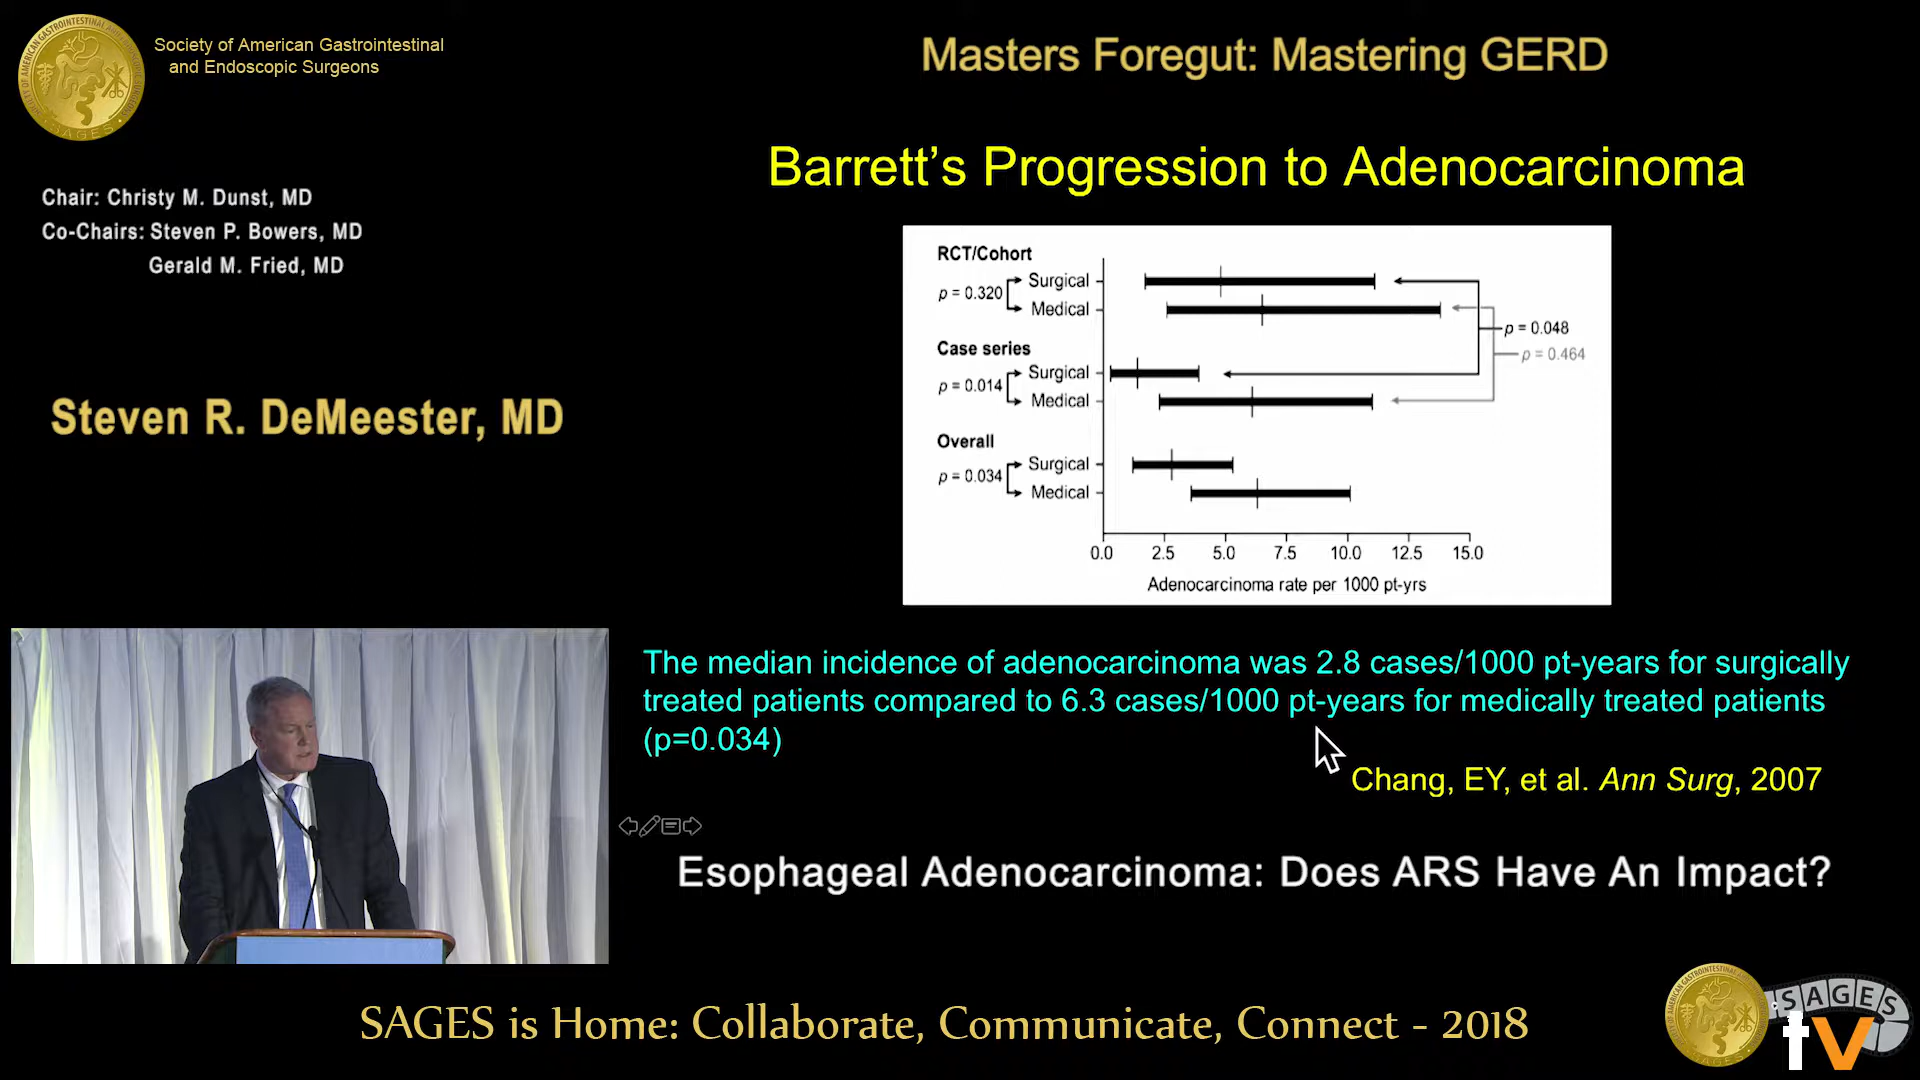 Society of American Gastrointestinal
and Endoscopic Surgeons
Masters Foregut: Mastering GERD
Chair: Christy M. Dunst, MD
Co-Chairs: Steven P. Bowers, MD
Gerald M. Fried, MD
Steven R. DeMeester, MD
Barrett’s Progression to Adenocarcinoma
RCT/Cohort
p = 0.320
Surgical
Medical
Case series
p = 0.014
Surgical
Medical
Overall
p = 0.034
Surgical
Medical
p = 0.048
p = 0.464
0.0 2.5 5.0 7.5 10.0 12.5 15.0
Adenocarcinoma rate per 1000 pt-yrs
The median incidence of adenocarcinoma was 2.8 cases/1000 pt-years for surgically
treated patients compared to 6.3 cases/1000 pt-years for medically treated patients
(p=0.034)
Chang, EY, et al. Ann Surg, 2007
Esophageal Adenocarcinoma: Does ARS Have An Impact?
SAGES is Home: Collaborate, Communicate, Connect - 2018
SAGES
tv